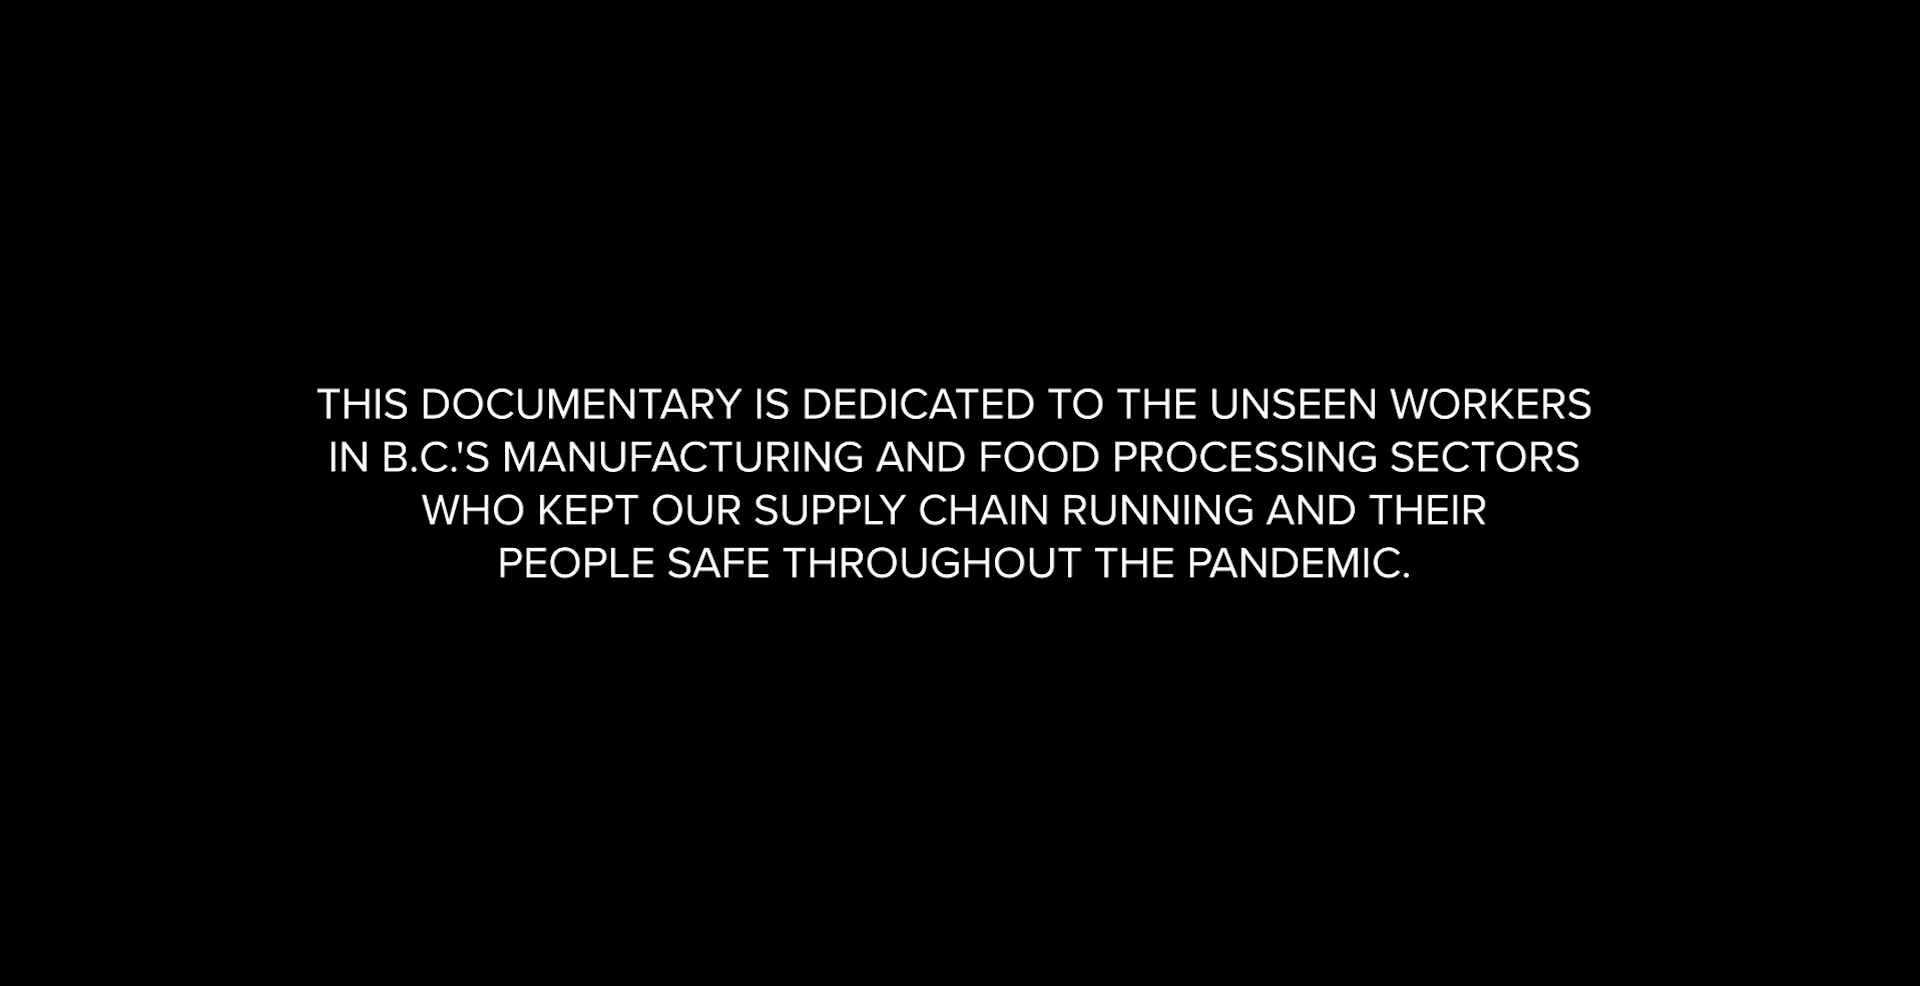 THIS DOCUMENTARY IS DEDICATED TO THE UNSEEN WORKERS
IN B.C.'S MANUFACTURING AND FOOD PROCESSING SECTORS
WHO KEPT OUR SUPPLY CHAIN RUNNING AND THEIR
PEOPLE SAFE THROUGHOUT THE PANDEMIC.